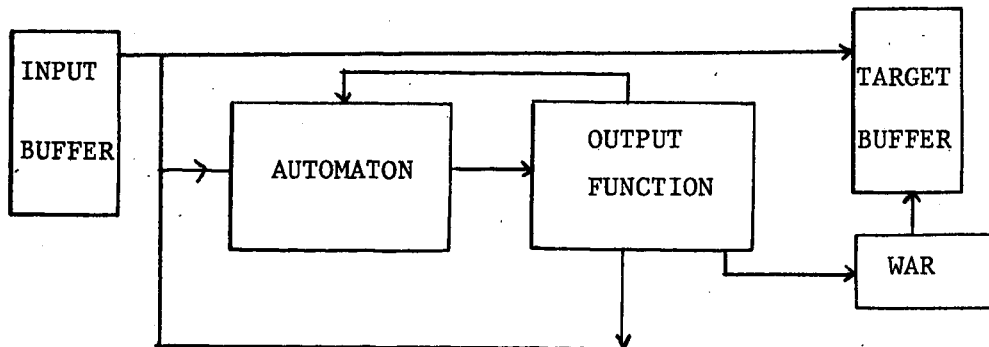 INPUT
BUFFER
AUTOMATON
OUTPUT
FUNCTION
TARGET
BUFFER
WAR